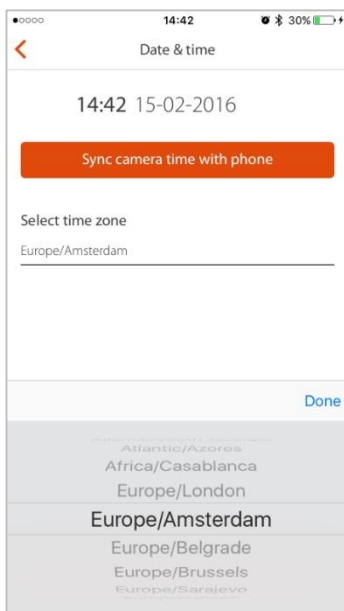 14:42
30%
Date & time
14:42 15-02-2016
Sync camera time with phone
Select time zone
Europe/Amsterdam
Done
Atlantic/Azores
Africa/Casablanca
Europe/London
Europe/Amsterdam
Europe/Belgrade
Europe/Brussels
Europe/Sarajevo